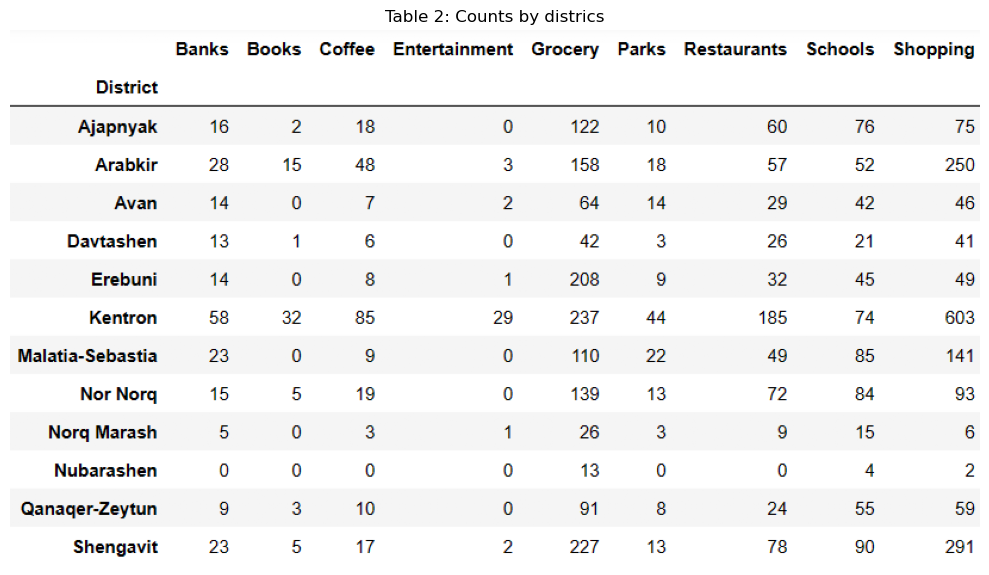 Table 2: Counts by districs
Banks Books Coffee Entertainment Grocery Parks Restaurants Schools Shopping
District
Ajapnyak 16 2 18 0 122 10 60 76 75
Arabkir 28 15 48 3 158 18 57 52 250
Avan 14 0 7 2 64 14 29 42 46
Davtashen 13 1 6 0 42 3 26 21 41
Erebuni 14 0 8 1 208 9 32 45 49
Kentron 58 32 85 29 237 44 185 74 603
Malatia-Sebastia 23 0 9 0 110 22 49 85 141
Nor Norq 15 5 19 0 139 13 72 84 93
Norq Marash 5 0 3 1 26 3 9 15 6
Nubarashen 0 0 0 0 13 0 0 4 2
Qanaqer-Zeytun 9 3 10 0 91 8 24 55 59
Shengavit 23 5 17 2 227 13 78 90 291